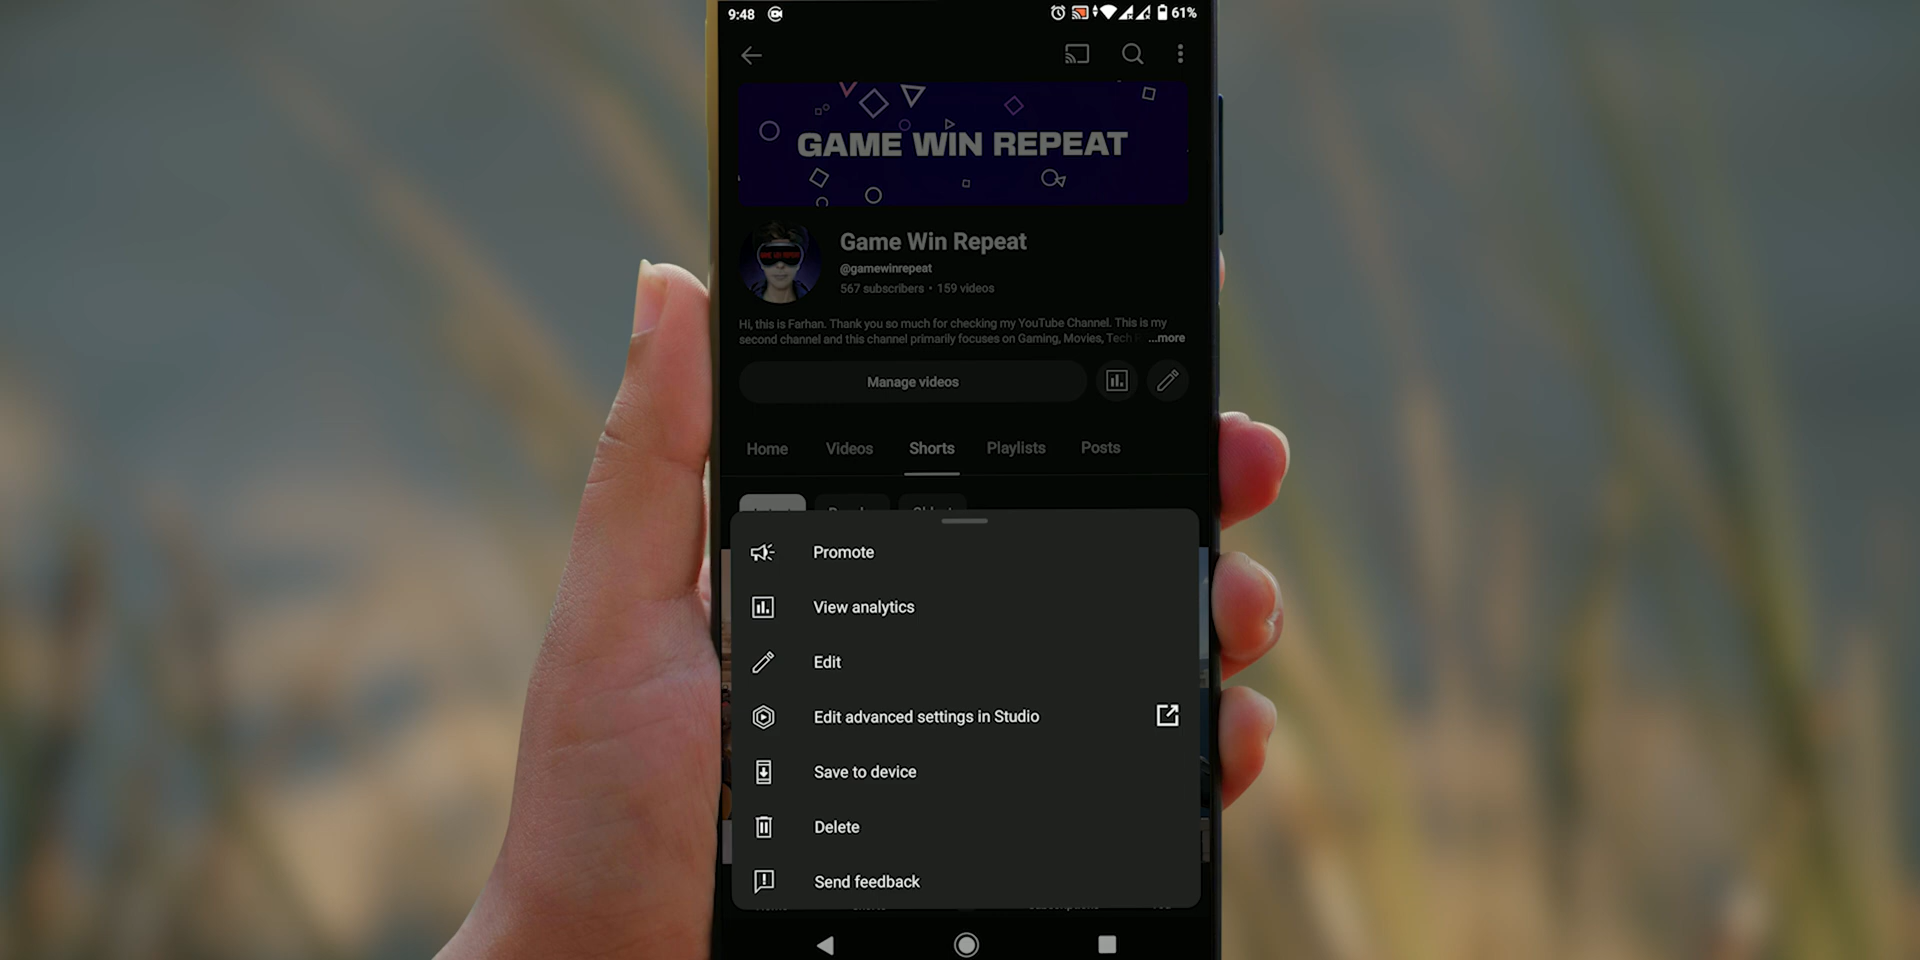 9:48
61%
GAME WIN REPEAT
Game Win Repeat
@gamewinrepeat
567 subscribers • 159 videos
Hi, this is Farhan. Thank you so much for checking my YouTube Channel. This is my
second channel and this channel primarily focuses on Gaming, Movies, Tech ...more
Manage videos
Home Videos Shorts Playlists Posts
Promote
View analytics
Edit
Edit advanced settings in Studio
Save to device
Delete
Send feedback